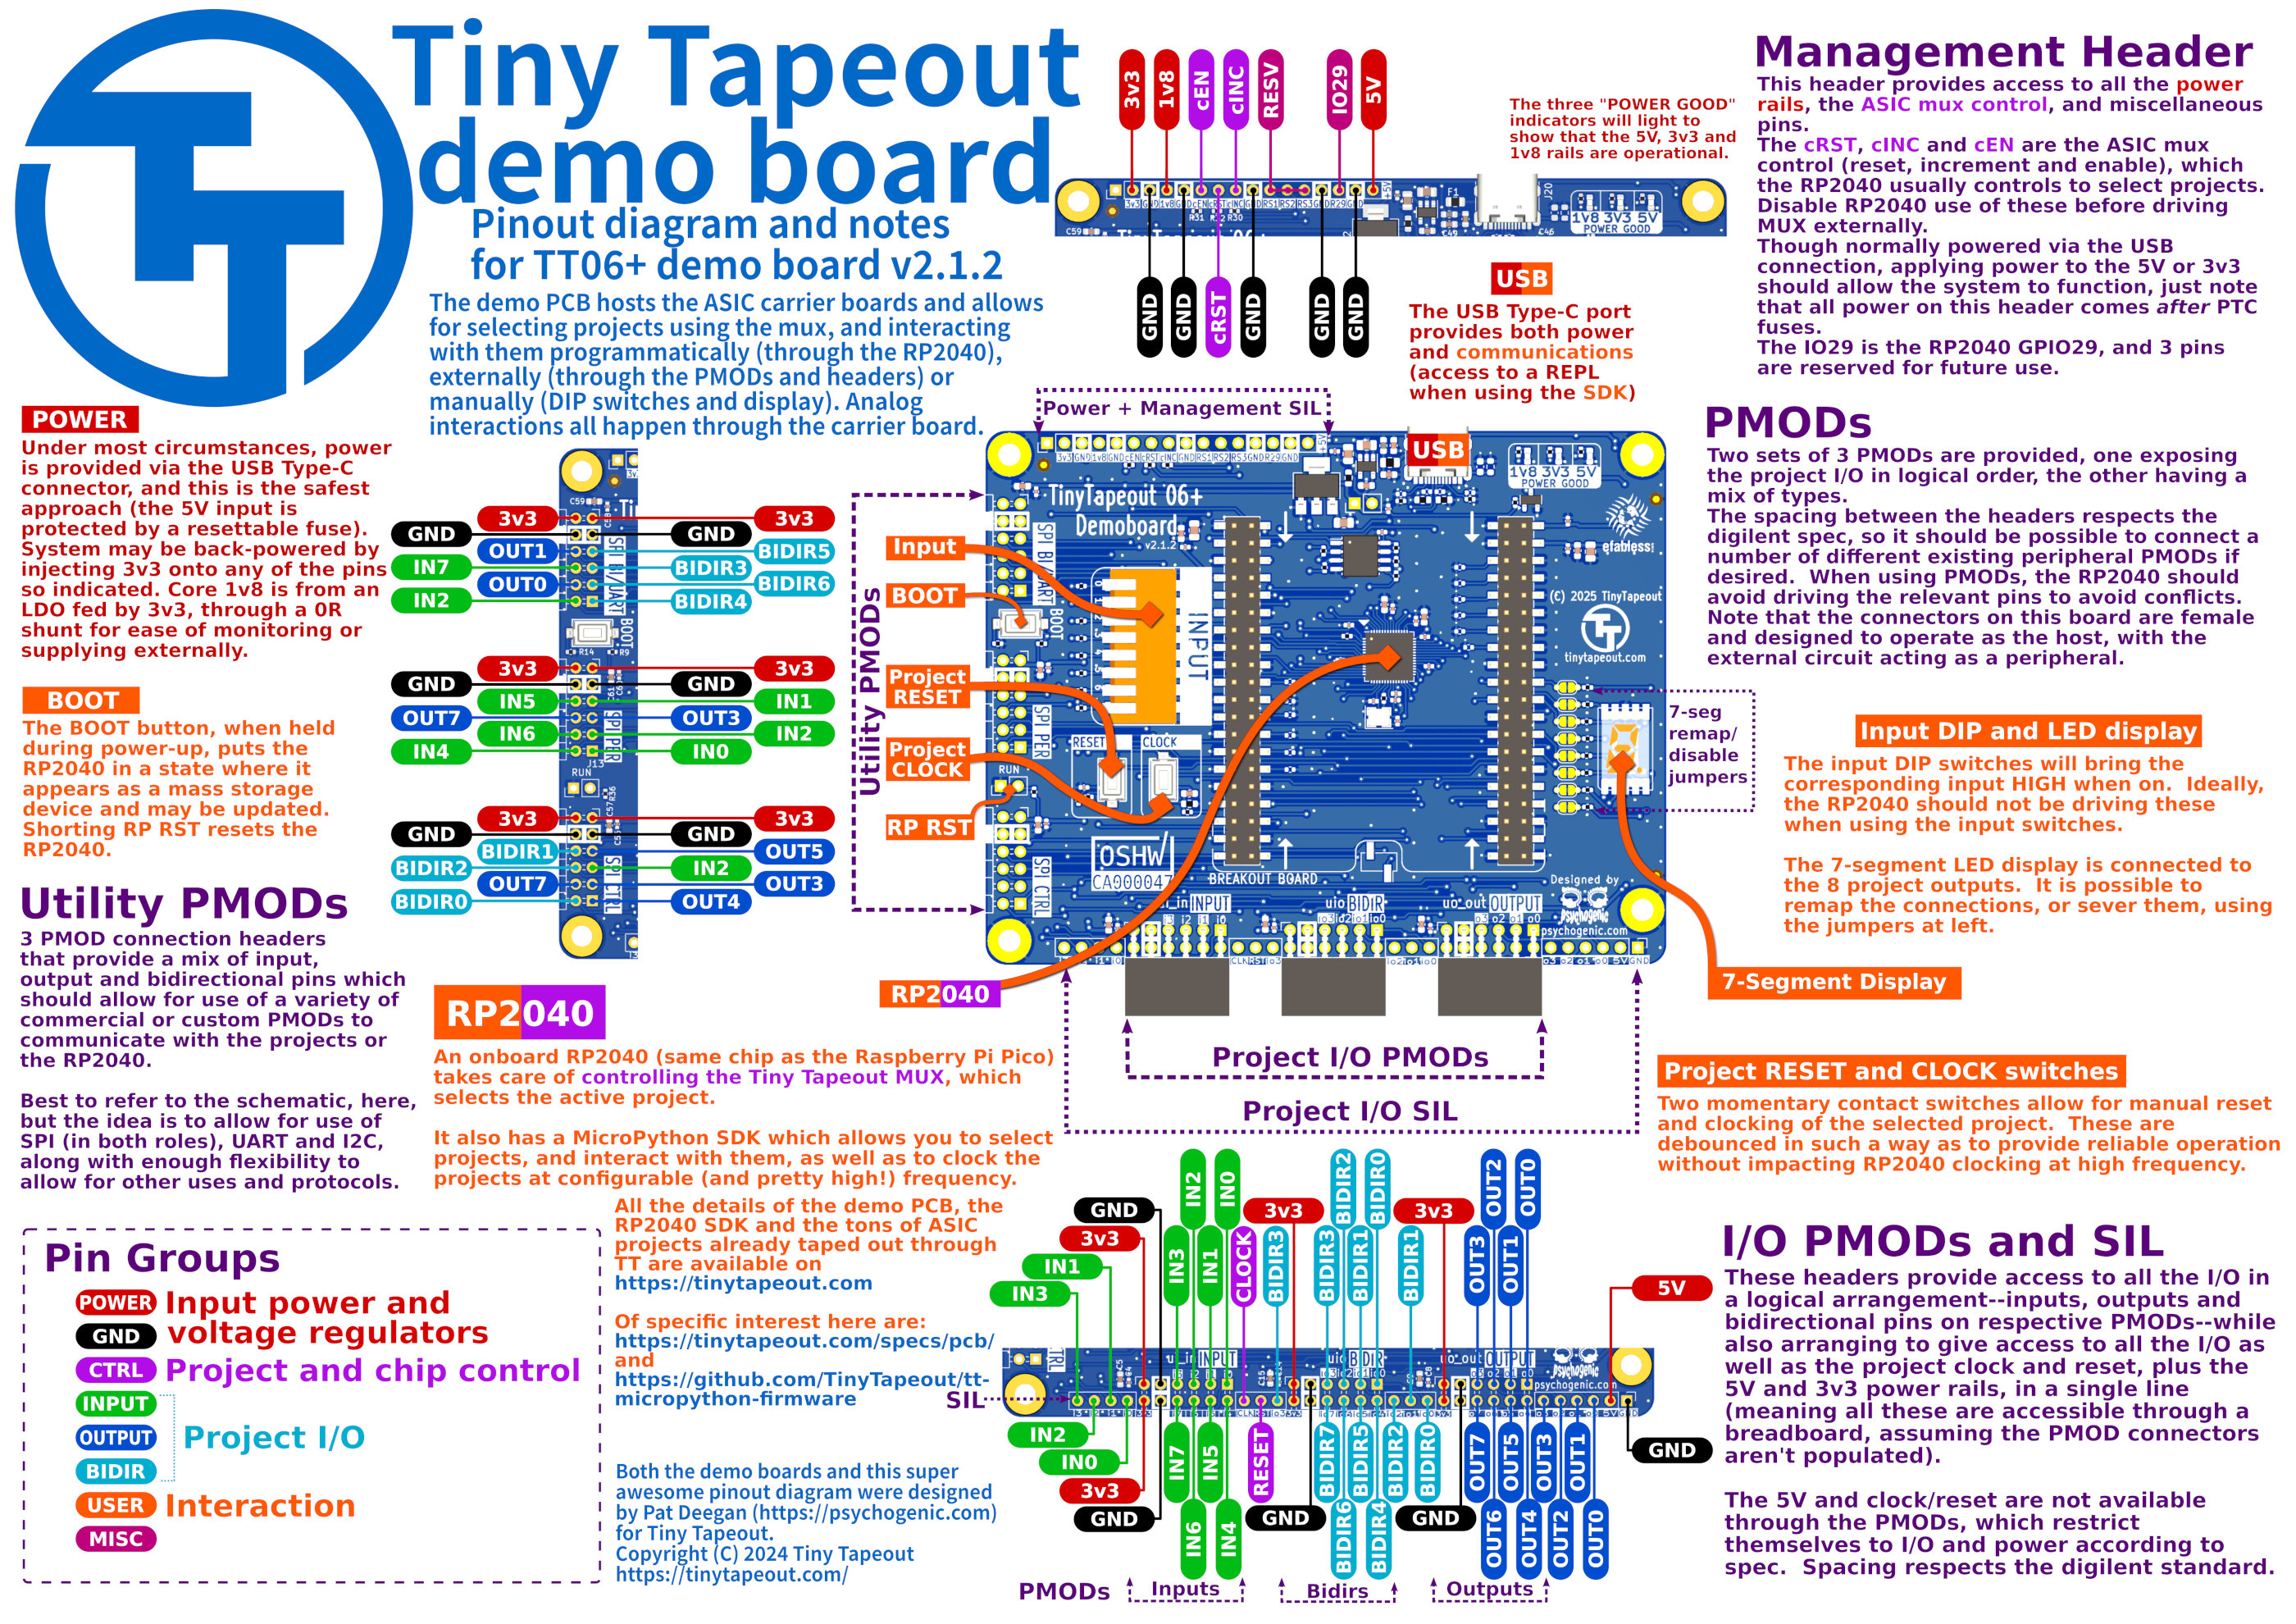 Tiny Tapeout
demo board
Pinout diagram and notes
for TT06+ demo board v2.1.2
The demo PCB hosts the ASIC carrier boards and allows
for selecting projects using the mux, and interacting
with them programmatically (through the RP2040),
externally (through the PMODs and headers) or
manually (DIP switches and display). Analog
interactions all happen through the carrier board.
3v3
1v8
cEN
cINC
RESV
IO29
5V
GND
GND
cRST
GND
GND
GND
1V8 3V3 5V
POWER GOOD
The three "POWER GOOD"
indicators will light to
show that the 5V, 3v3 and
1v8 rails are operational.
USB
The USB Type-C port
provides both power
and communications
(access to a REPL
when using the SDK)
Management Header
This header provides access to all the power
rails, the ASIC mux control, and miscellaneous
pins.
The cRST, cINC and cEN are the ASIC mux
control (reset, increment and enable), which
the RP2040 usually controls to select projects.
Disable RP2040 use of these before driving
MUX externally.
Though normally powered via the USB
connection, applying power to the 5V or 3v3
should allow the system to function, just note
that all power on this header comes after PTC
fuses.
The IO29 is the RP2040 GPIO29, and 3 pins
are reserved for future use.
POWER
Under most circumstances, power
is provided via the USB Type-C
connector, and this is the safest
approach (the 5V input is
protected by a resettable fuse).
System may be back-powered by
injecting 3v3 onto any of the pins
so indicated. Core 1v8 is from an
LDO fed by 3v3, through a 0R
shunt for ease of monitoring or
supplying externally.
BOOT
The BOOT button, when held
during power-up, puts the
RP2040 in a state where it
appears as a mass storage
device and may be updated.
Shorting RP RST resets the
RP2040.
Utility PMODs
3 PMOD connection headers
that provide a mix of input,
output and bidirectional pins which
should allow for use of a variety of
commercial or custom PMODs to
communicate with the projects or
the RP2040.
Best to refer to the schematic, here,
but the idea is to allow for use of
SPI (in both roles), UART and I2C,
along with enough flexibility to
allow for other uses and protocols.
3v3 3v3
GND GND
OUT1 BIDIR5
IN7 BIDIR3
OUT0 BIDIR6
IN2 BIDIR4
3v3 3v3
GND GND
IN5 IN1
OUT7 OUT3
IN6 IN2
IN4 IN0
3v3 3v3
GND GND
BIDIR1 OUT5
BIDIR2 IN2
OUT7 OUT3
BIDIR0 OUT4
BOOT
R14 R9
SPI PER
J13
RUN
SPI CTRL
Power + Management SIL
USB
1V8 3V3 5V
POWER GOOD
TinyTapeout 06+
Demoboard
v2.1.2
efabless
(C) 2025 TinyTapeout
tinytapeout.com
Utility PMODs
Input
BOOT
Project
RESET
Project
CLOCK
RP RST
RP2040
SPI BI/UART
BOOT
SPI PER
RUN
SPI CTRL
INPUT
RESET
CLOCK
OSHW
CA000047
BREAKOUT BOARD
Designed by
psychogenic
psychogenic.com
ui_in INPUT
uio BIDIR
uo_out OUTPUT
7-seg
remap/
disable
jumpers
Project I/O PMODs
Project I/O SIL
PMODs
Two sets of 3 PMODs are provided, one exposing
the project I/O in logical order, the other having a
mix of types.
The spacing between the headers respects the
digilent spec, so it should be possible to connect a
number of different existing peripheral PMODs if
desired. When using PMODs, the RP2040 should
avoid driving the relevant pins to avoid conflicts.
Note that the connectors on this board are female
and designed to operate as the host, with the
external circuit acting as a peripheral.
Input DIP and LED display
The input DIP switches will bring the
corresponding input HIGH when on. Ideally,
the RP2040 should not be driving these
when using the input switches.
The 7-segment LED display is connected to
the 8 project outputs. It is possible to
remap the connections, or sever them, using
the jumpers at left.
7-Segment Display
Project RESET and CLOCK switches
Two momentary contact switches allow for manual reset
and clocking of the selected project. These are
debounced in such a way as to provide reliable operation
without impacting RP2040 clocking at high frequency.
RP2040
An onboard RP2040 (same chip as the Raspberry Pi Pico)
takes care of controlling the Tiny Tapeout MUX, which
selects the active project.
It also has a MicroPython SDK which allows you to select
projects, and interact with them, as well as to clock the
projects at configurable (and pretty high!) frequency.
All the details of the demo PCB, the
RP2040 SDK and the tons of ASIC
projects already taped out through
TT are available on
https://tinytapeout.com
Of specific interest here are:
https://tinytapeout.com/specs/pcb/
and
https://github.com/TinyTapeout/tt-
micropython-firmware
Both the demo boards and this super
awesome pinout diagram were designed
by Pat Deegan (https://psychogenic.com)
for Tiny Tapeout.
Copyright (C) 2024 Tiny Tapeout
https://tinytapeout.com/
Pin Groups
POWER Input power and
GND voltage regulators
CTRL Project and chip control
INPUT
OUTPUT Project I/O
BIDIR
USER Interaction
MISC
IN2 IN0 BIDIR2 BIDIR0 OUT2 OUT0
GND 3v3 3v3
3v3 IN3 IN1 CLOCK BIDIR3 BIDIR3 BIDIR1 BIDIR1 OUT3 OUT1
IN1
IN3
5V
SIL
ui_in INPUT
uio BIDIR
uo_out OUTPUT
psychogenic
psychogenic.com
IN2
IN0
3v3
GND
IN7 IN5 RESET BIDIR7 BIDIR5 BIDIR2 BIDIR0 OUT7 OUT5 OUT3 OUT1
GND
IN6 IN4 GND BIDIR6 BIDIR4 GND OUT6 OUT4 OUT2 OUT0
PMODs Inputs Bidirs Outputs
I/O PMODs and SIL
These headers provide access to all the I/O in
a logical arrangement--inputs, outputs and
bidirectional pins on respective PMODs--while
also arranging to give access to all the I/O as
well as the project clock and reset, plus the
5V and 3v3 power rails, in a single line
(meaning all these are accessible through a
breadboard, assuming the PMOD connectors
aren't populated).
The 5V and clock/reset are not available
through the PMODs, which restrict
themselves to I/O and power according to
spec. Spacing respects the digilent standard.